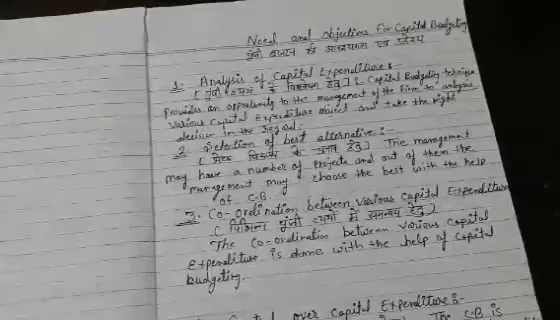 Need and objectives For Capital Budgeting
पुंजी बजटन की आवश्यकता एवं उद्देश्य
1. Analysis of Capital Expenditure :-
[ पुंजी व्यय के विश्लेषण हेतु ] : Capital Budgeting technique
Provides an opportunity to the mangement of the Firm to analyses
various Capital Expenditure object and take the right
decision in the regard.
2. Selection of best alternative :-
[ श्रेष्ठ विकल्प के चुनाव हेतु ] The management
may have a number of Projects and out of them the
management may choose the best with the help
of C.B.
3. Co-ordination between various Capital Expenditure
( विभिन्न पुंजी व्ययों में समन्वय हेतु )
The Co-ordination between various Capital
Expenditure is done with the help of Capital
budgeting.
over Capital Expenditure :-
The C.B is